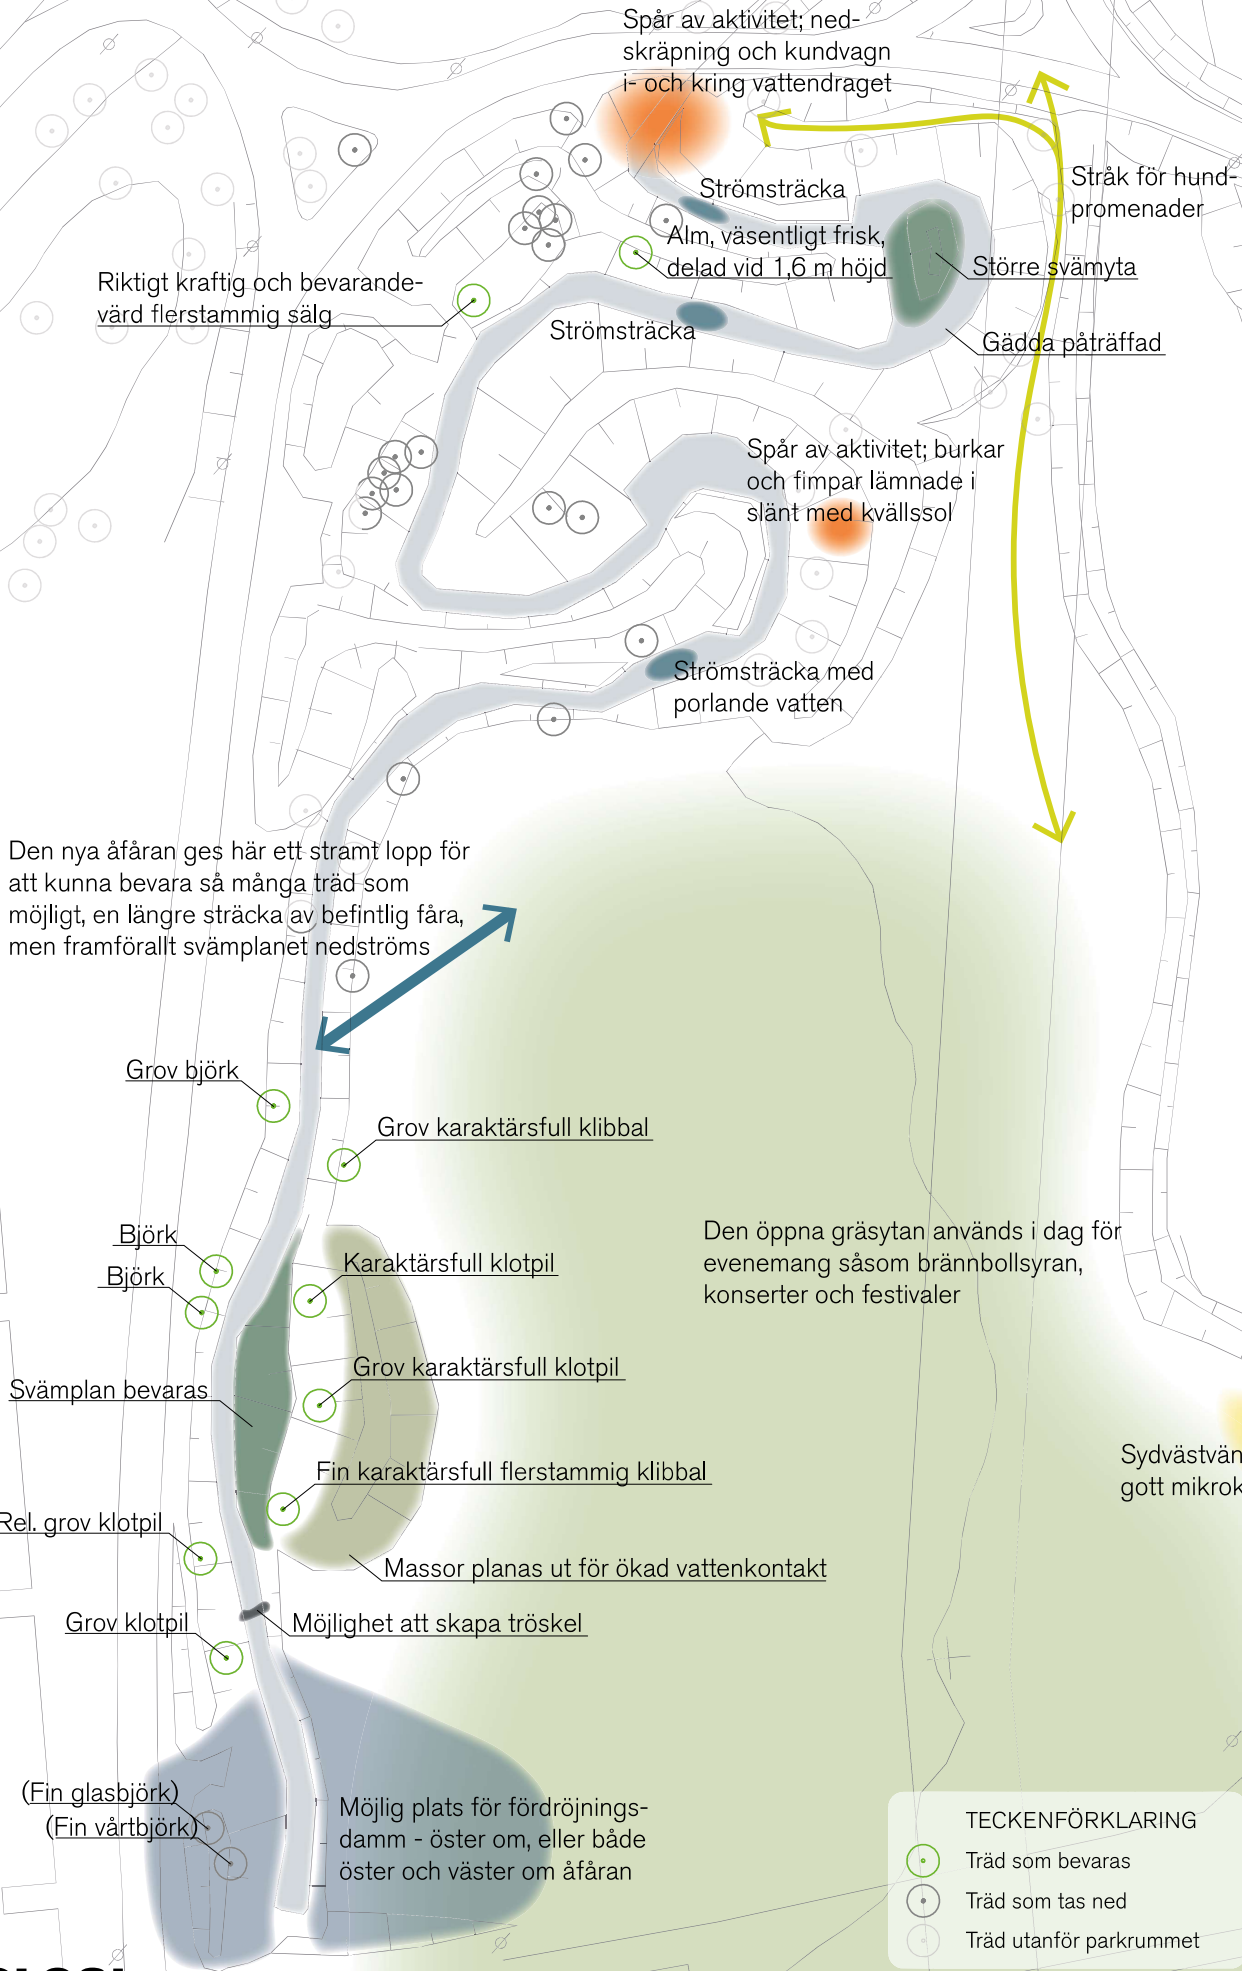 Spår av aktivitet; ned-
skräpning och kundvagn
i- och kring vattendraget
Stråk för hund-
promenader
Strömsträcka
Alm, väsentligt frisk,
delad vid 1,6 m höjd
Större svämyta
Riktigt kraftig och bevarande-
värd flerstammig sälg
Strömsträcka
Gädda påträffad
Spår av aktivitet; burkar
och fimpar lämnade i
slänt med kvällssol
Strömsträcka med
porlande vatten
Den nya åfåran ges här ett stramt lopp för
att kunna bevara så många träd som
möjligt, en längre sträcka av befintlig fåra,
men framförallt svämplanet nedströms
Grov björk
Grov karaktärsfull klibbal
Björk
Björk
Karaktärsfull klotpil
Den öppna gräsytan används i dag för
evenemang såsom brännbollsyran,
konserter och festivaler
Grov karaktärsfull klotpil
Svämplan bevaras
Fin karaktärsfull flerstammig klibbal
Sydvästvän
gott mikrok
Rel. grov klotpil
Massor planas ut för ökad vattenkontakt
Grov klotpil
Möjlighet att skapa tröskel
(Fin glasbjörk)
(Fin vårtbjörk)
Möjlig plats för fördröjnings-
damm - öster om, eller både
öster och väster om åfåran
TECKENFÖRKLARING
Träd som bevaras
Träd som tas ned
Träd utanför parkrummet